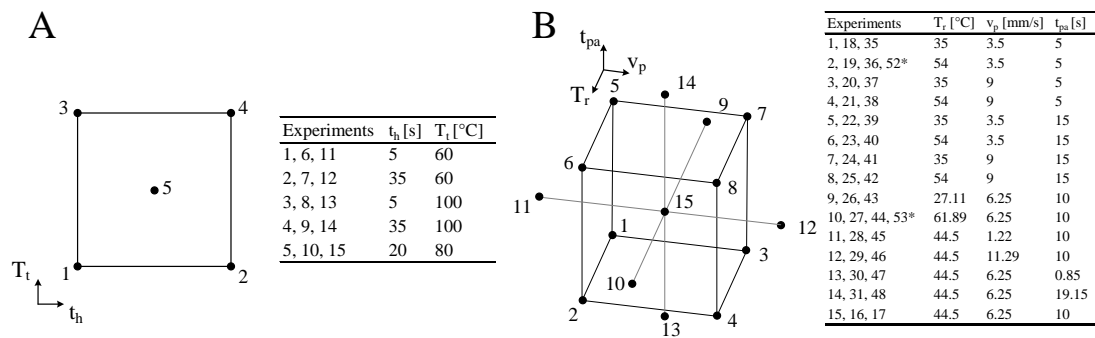 A
3
4
5
1
2
T_t
t_h
Experiments t_h [s] T_t [°C]
1, 6, 11 5 60
2, 7, 12 35 60
3, 8, 13 5 100
4, 9, 14 35 100
5, 10, 15 20 80
B
t_pa
v_p
T_r
5
14
9
7
6
8
11
15
12
1
3
10
2
13
4
Experiments T_r [°C] v_p [mm/s] t_pa [s]
1, 18, 35 35 3.5 5
2, 19, 36, 52* 54 3.5 5
3, 20, 37 35 9 5
4, 21, 38 54 9 5
5, 22, 39 35 3.5 15
6, 23, 40 54 3.5 15
7, 24, 41 35 9 15
8, 25, 42 54 9 15
9, 26, 43 27.11 6.25 10
10, 27, 44, 53* 61.89 6.25 10
11, 28, 45 44.5 1.22 10
12, 29, 46 44.5 11.29 10
13, 30, 47 44.5 6.25 0.85
14, 31, 48 44.5 6.25 19.15
15, 16, 17 44.5 6.25 10